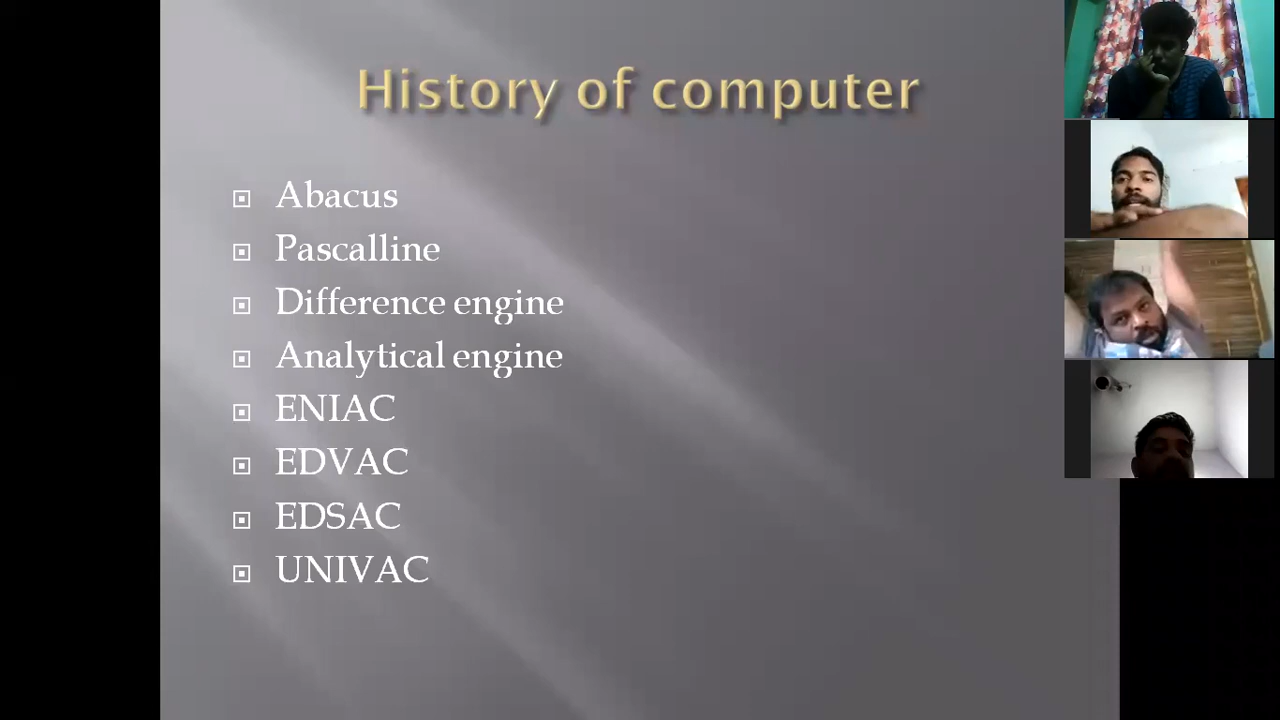 History of computer
Abacus
Pascalline
Difference engine
Analytical engine
ENIAC
EDVAC
EDSAC
UNIVAC